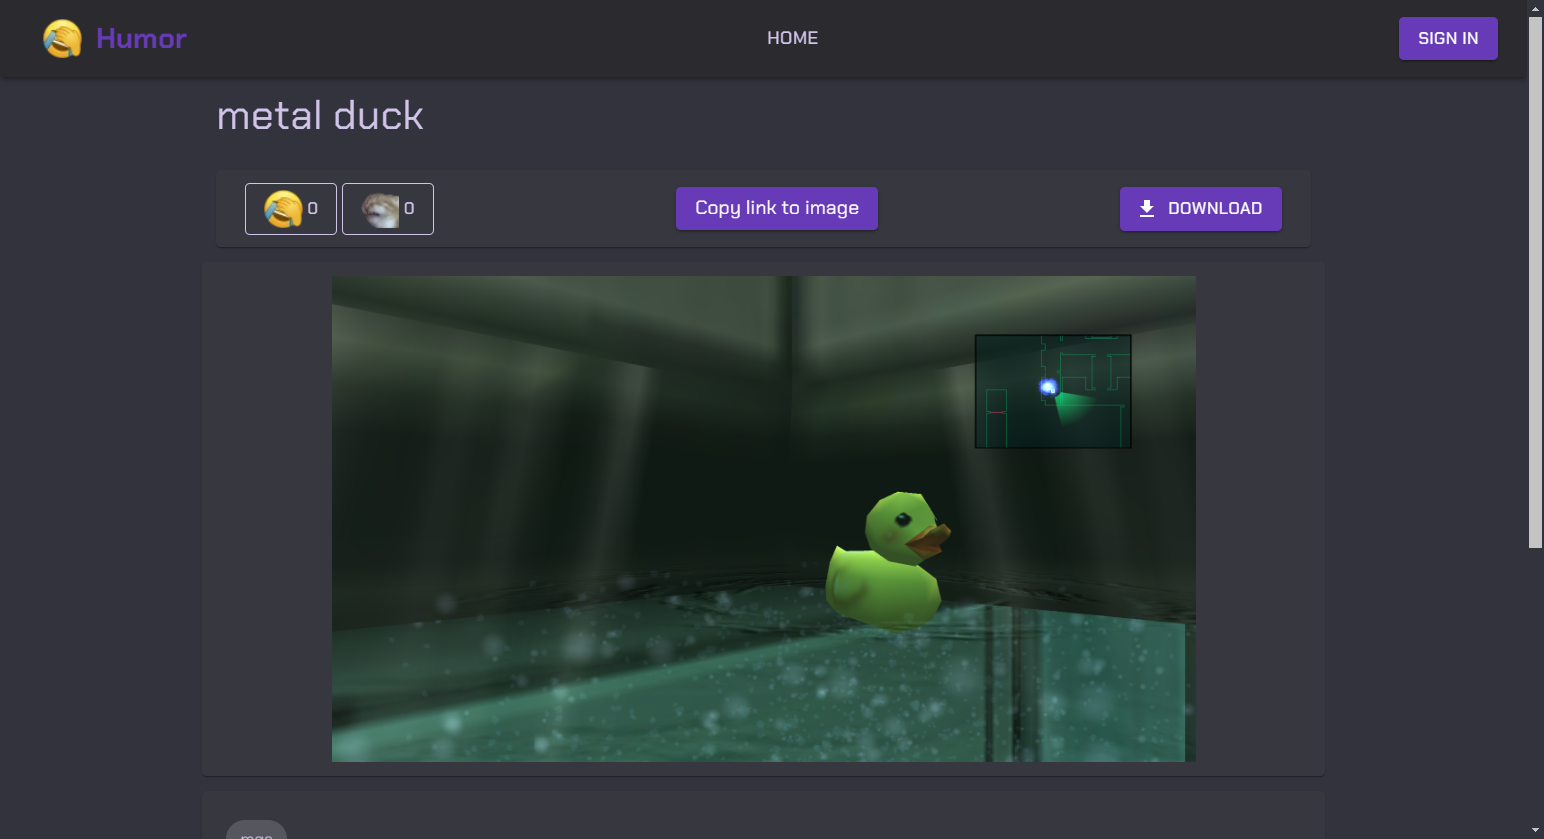 Humor
HOME
SIGN IN
metal duck
0
0
Copy link to image
DOWNLOAD